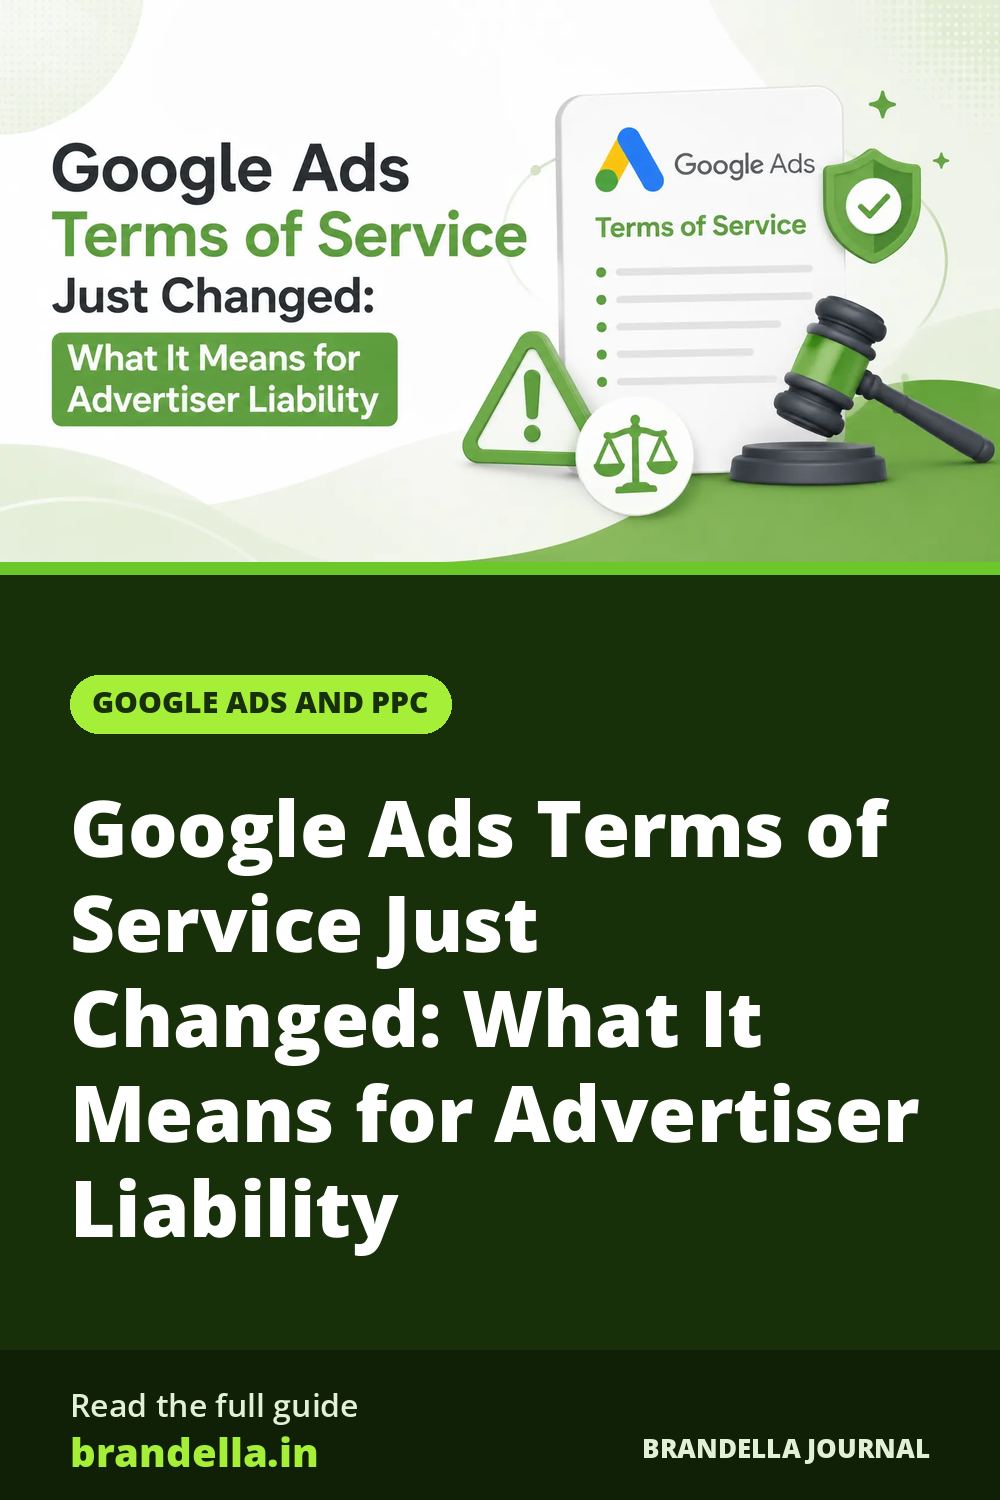 Google Ads
Terms of Service
Just Changed:
What It Means for
Advertiser Liability
Google Ads
Terms of Service
GOOGLE ADS AND PPC
Google Ads Terms of
Service Just
Changed: What It
Means for Advertiser
Liability
Read the full guide
brandella.in
BRANDELLA JOURNAL